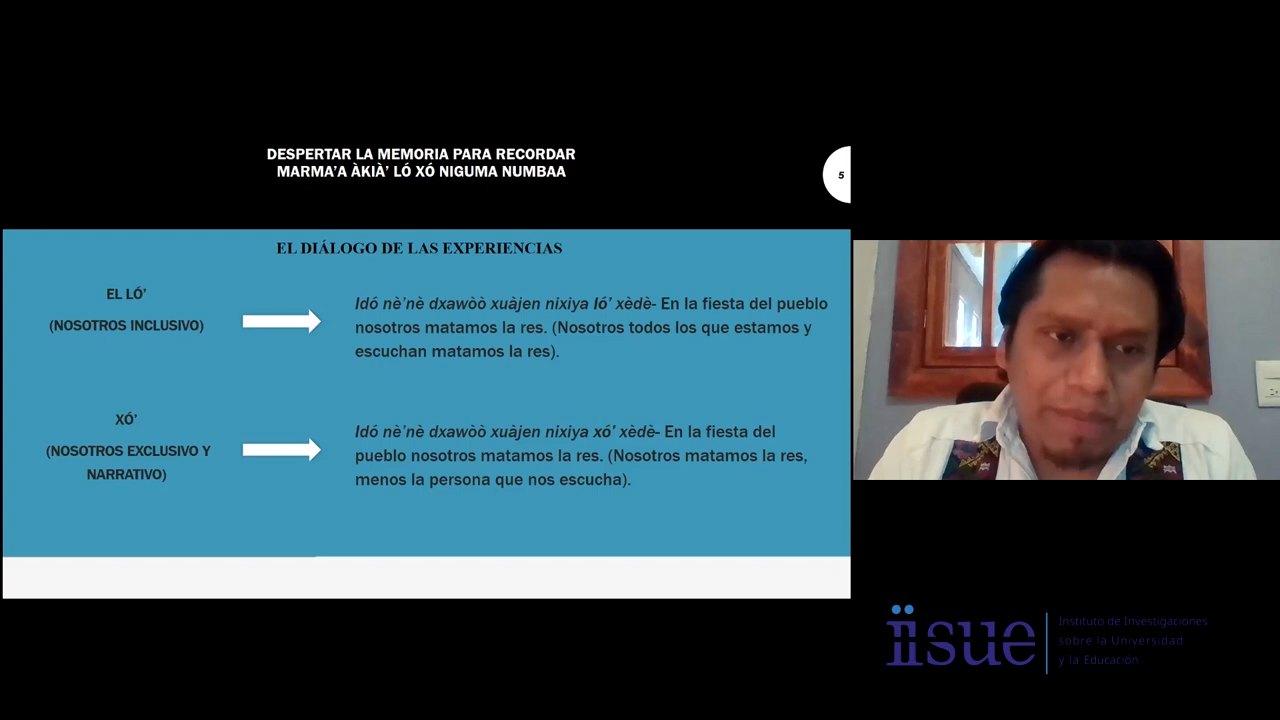 DESPERTAR LA MEMORIA PARA RECORDAR
MARMA’A ÀKIÀ’ LÓ XÓ NIGUMA NUMBAA
5
EL DIÁLOGO DE LAS EXPERIENCIAS
EL LÓ’
(NOSOTROS INCLUSIVO)
Idó nè’nè dxawòò xuàjen nixiya ló’ xèdè- En la fiesta del pueblo
nosotros matamos la res. (Nosotros todos los que estamos y
escuchan matamos la res).
XÓ’
(NOSOTROS EXCLUSIVO Y
NARRATIVO)
Idó nè’nè dxawòò xuàjen nixiya xó’ xèdè- En la fiesta del
pueblo nosotros matamos la res. (Nosotros matamos la res,
menos la persona que nos escucha).
iisue
Instituto de Investigaciones
sobre la Universidad
y la Educación